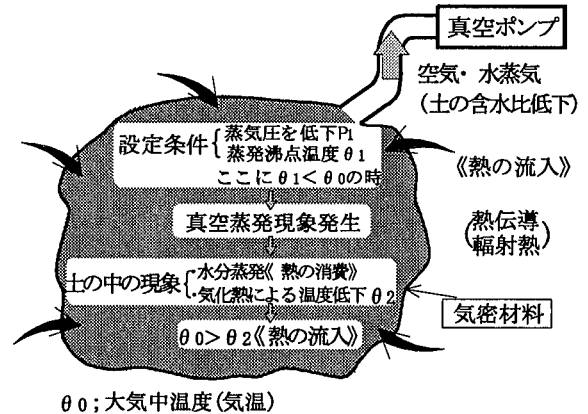 真空ポンプ
空気・水蒸気
(土の含水比低下)
設定条件{蒸気圧を低下P1
蒸発沸点温度θ1
ここにθ1<θ0の時
《熱の流入》
真空蒸発現象発生
(熱伝導
輻射熱)
土の中の現象{・水分蒸発《熱の消費》
・気化熱による温度低下θ2
気密材料
θ0>θ2《熱の流入》
θ0;大気中温度(気温)